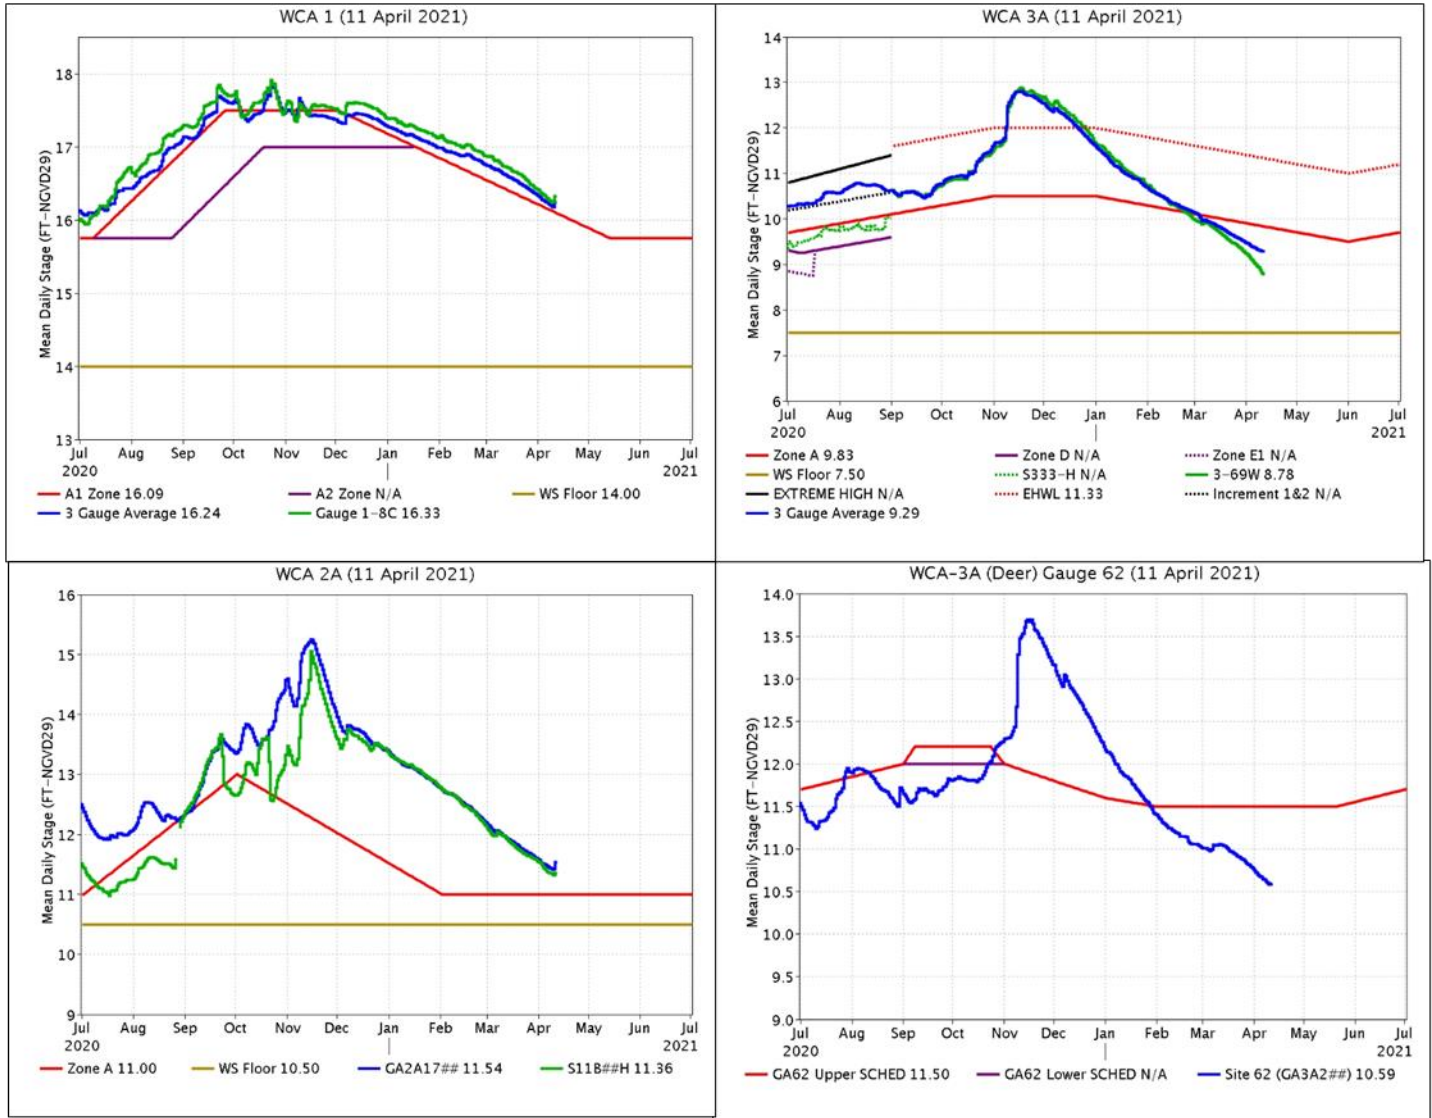 WCA 1 (11 April 2021)
Mean Daily Stage (FT-NGVD29)
18
17
16
15
14
13
Jul Aug Sep Oct Nov Dec Jan Feb Mar Apr May Jun Jul
2020 2021
A1 Zone 16.09 A2 Zone N/A WS Floor 14.00
3 Gauge Average 16.24 Gauge 1-8C 16.33
WCA 3A (11 April 2021)
Mean Daily Stage (FT-NGVD29)
14
13
12
11
10
9
8
7
6
Jul Aug Sep Oct Nov Dec Jan Feb Mar Apr May Jun Jul
2020 2021
Zone A 9.83 Zone D N/A Zone E1 N/A
WS Floor 7.50 S333-H N/A 3-69W 8.78
EXTREME HIGH N/A EHWL 11.33 Increment 1&2 N/A
3 Gauge Average 9.29
WCA 2A (11 April 2021)
Mean Daily Stage (FT-NGVD29)
16
15
14
13
12
11
10
9
Jul Aug Sep Oct Nov Dec Jan Feb Mar Apr May Jun Jul
2020 2021
Zone A 11.00 WS Floor 10.50 GA2A17## 11.54 S11B##H 11.36
WCA-3A (Deer) Gauge 62 (11 April 2021)
Mean Daily Stage (FT-NGVD29)
14.0
13.5
13.0
12.5
12.0
11.5
11.0
10.5
10.0
9.5
9.0
Jul Aug Sep Oct Nov Dec Jan Feb Mar Apr May Jun Jul
2020 2021
GA62 Upper SCHED 11.50 GA62 Lower SCHED N/A Site 62 (GA3A2##) 10.59